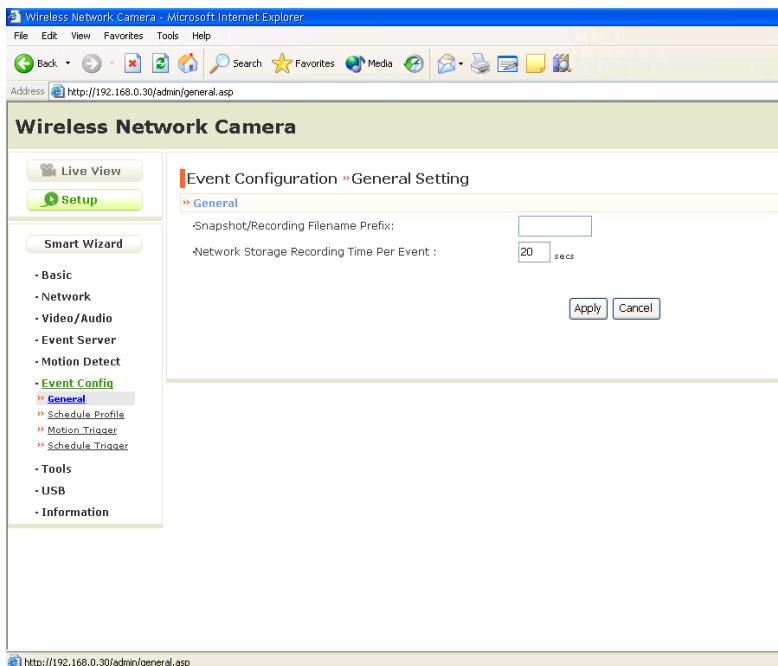 Wireless Network Camera - Microsoft Internet Explorer
File Edit View Favorites Tools Help
Back Search Favorites Media
Address http://192.168.0.30/admin/general.asp
Wireless Network Camera
Live View
Setup
Smart Wizard
· Basic
· Network
· Video/Audio
· Event Server
· Motion Detect
· Event Config
» General
» Schedule Profile
» Motion Trigger
» Schedule Trigger
· Tools
· USB
· Information
Event Configuration »General Setting
» General
·Snapshot/Recording Filename Prefix:
·Network Storage Recording Time Per Event : 20 secs
Apply Cancel
http://192.168.0.30/admin/general.asp